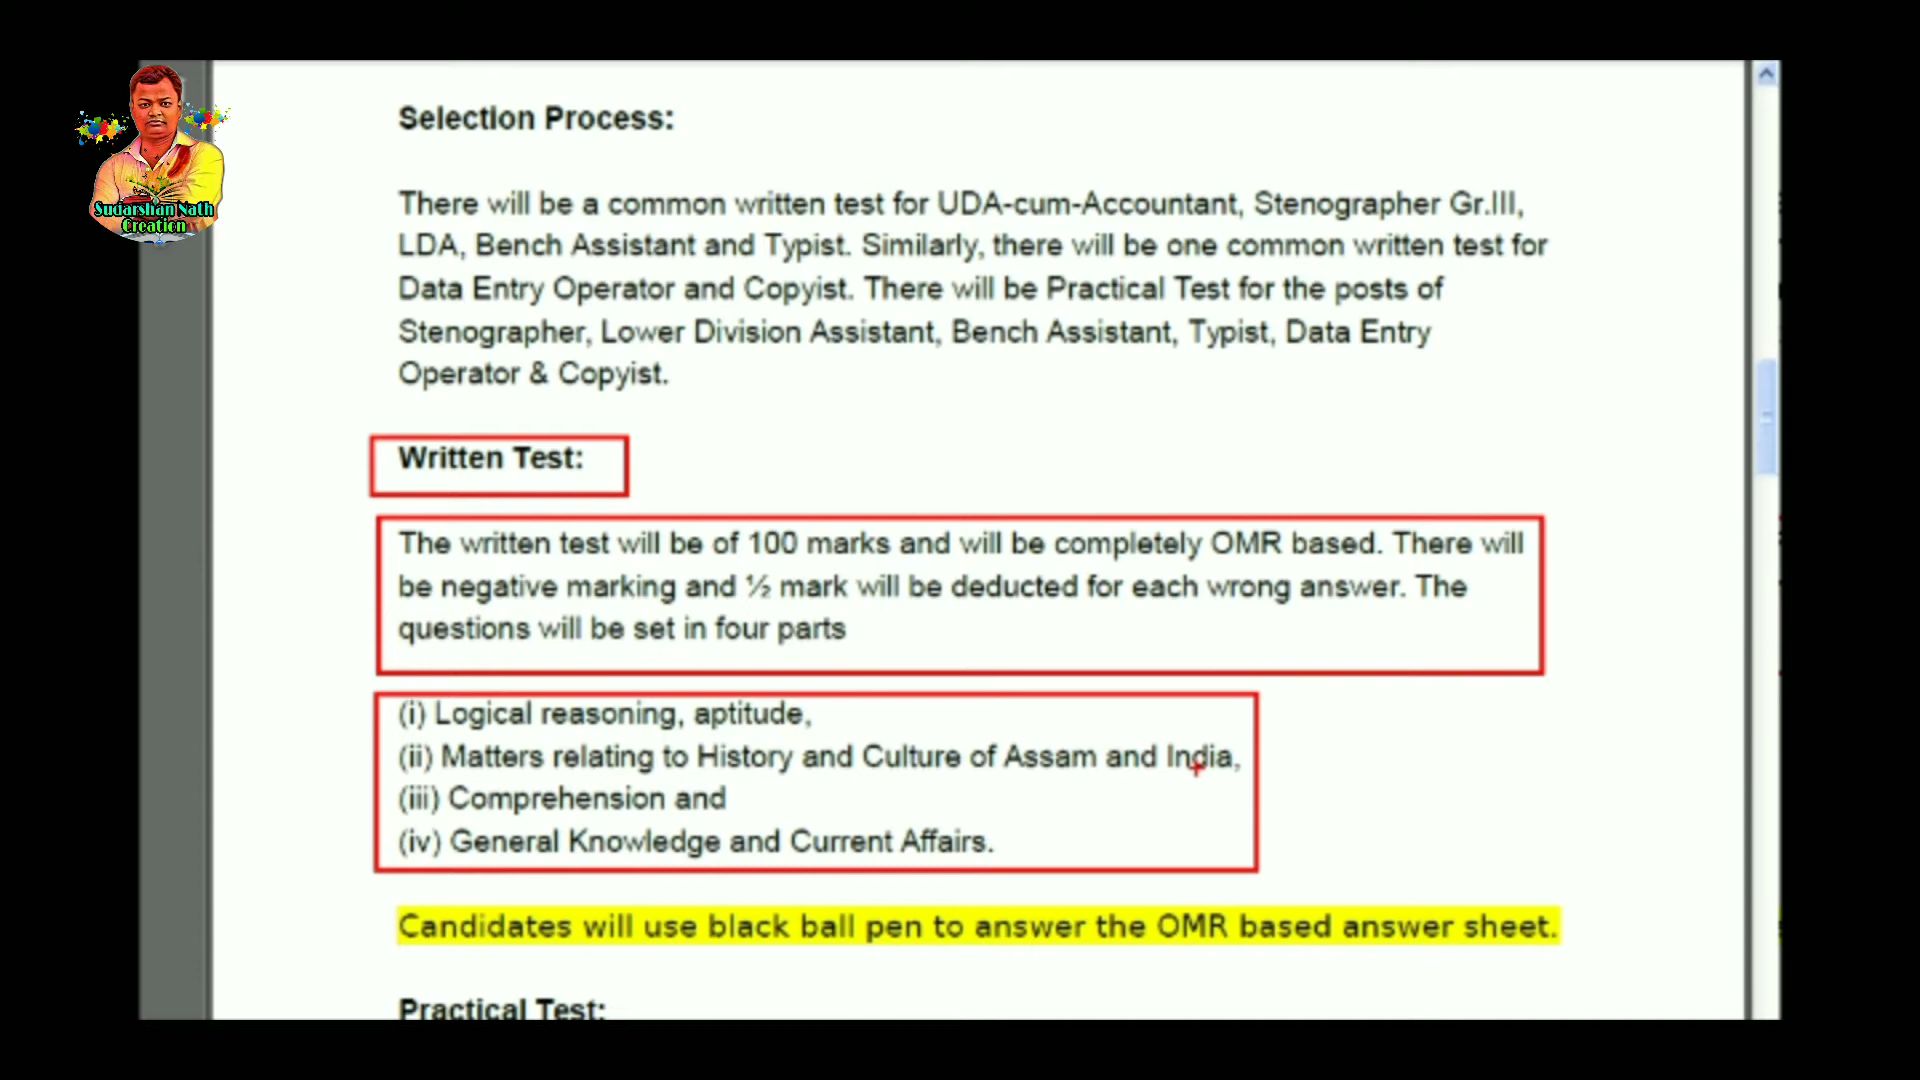 Sudarshan Nath
Creation
Selection Process:
There will be a common written test for UDA-cum-Accountant, Stenographer Gr.III,
LDA, Bench Assistant and Typist. Similarly, there will be one common written test for
Data Entry Operator and Copyist. There will be Practical Test for the posts of
Stenographer, Lower Division Assistant, Bench Assistant, Typist, Data Entry
Operator & Copyist.
Written Test:
The written test will be of 100 marks and will be completely OMR based. There will
be negative marking and ½ mark will be deducted for each wrong answer. The
questions will be set in four parts
(i) Logical reasoning, aptitude,
(ii) Matters relating to History and Culture of Assam and India,
(iii) Comprehension and
(iv) General Knowledge and Current Affairs.
Candidates will use black ball pen to answer the OMR based answer sheet.
Practical Test: